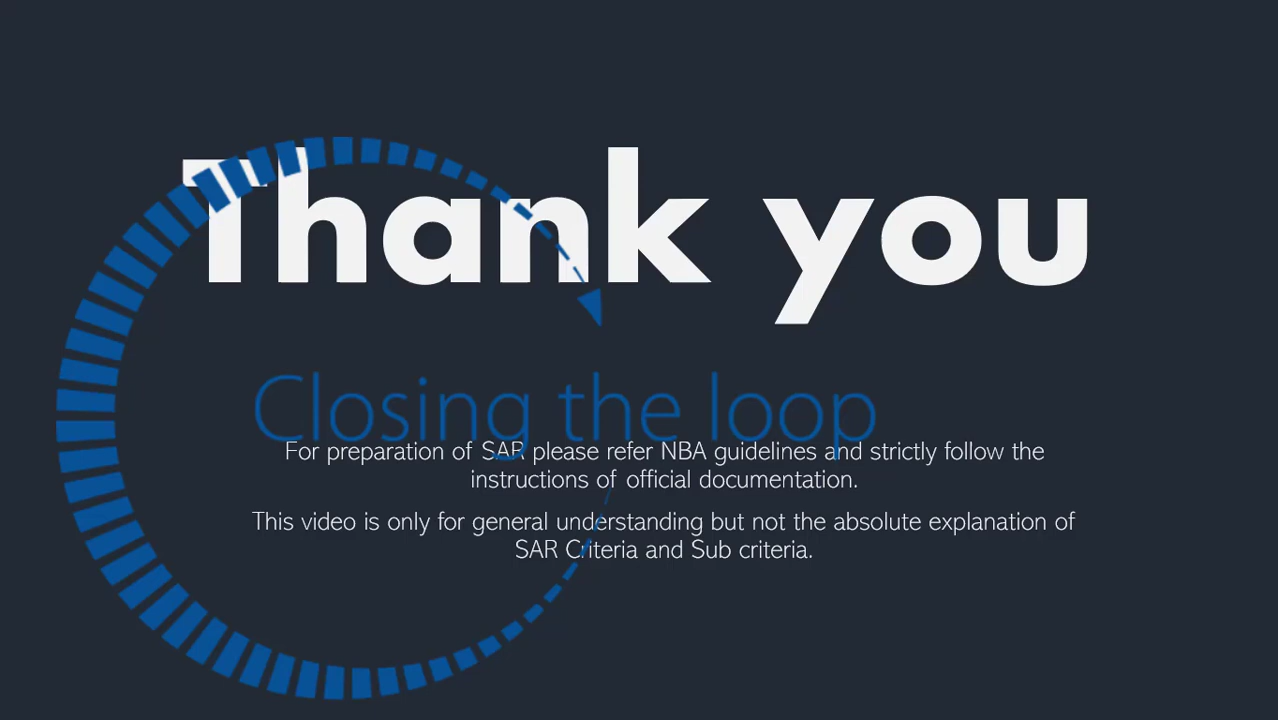 Thank you
Closing the loop
For preparation of SAR please refer NBA guidelines and strictly follow the
instructions of official documentation.
This video is only for general understanding but not the absolute explanation of
SAR Criteria and Sub criteria.